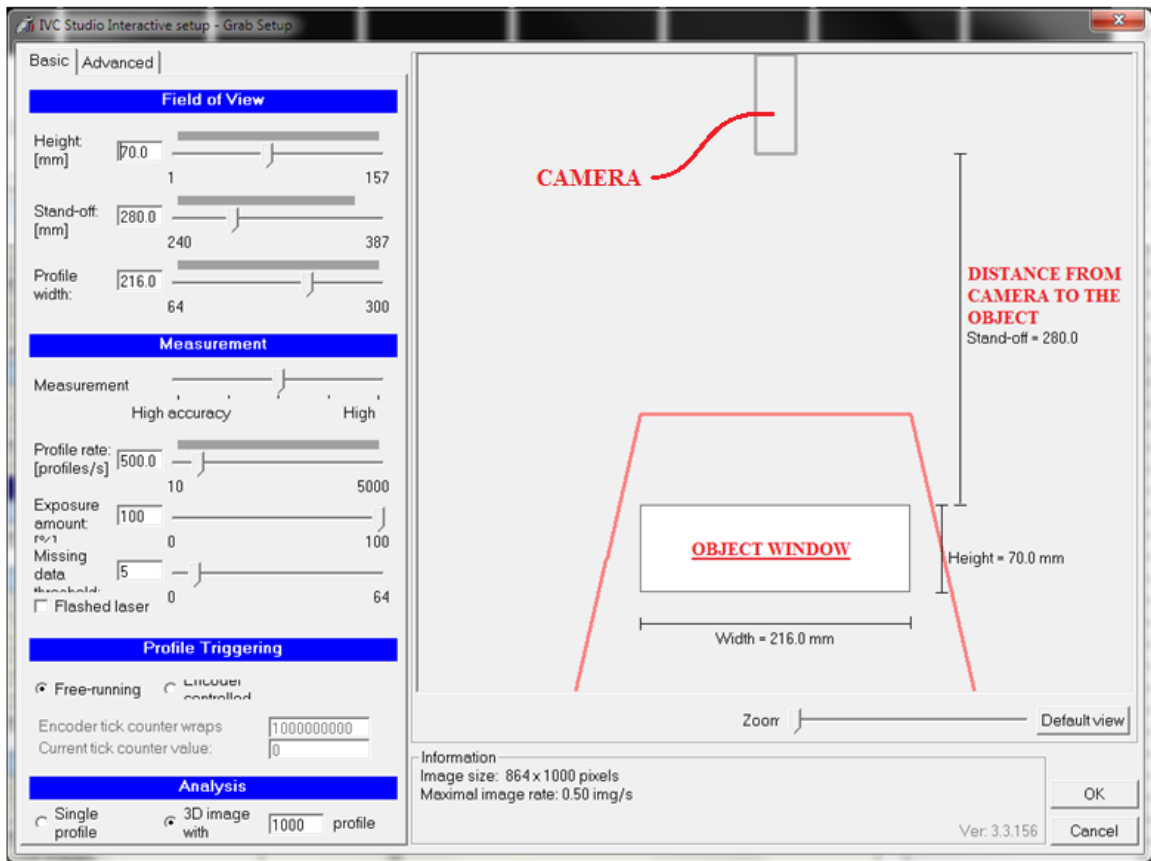 IVC Studio Interactive setup - Grab Setup
Basic
Advanced
Field of View
Height:
[mm]
70.0
1
157
Stand-off:
[mm]
280.0
240
387
Profile
width:
216.0
64
300
Measurement
Measurement
High accuracy
High
Profile rate:
[profiles/s]
500.0
10
5000
Exposure
amount:
[%]
100
0
100
Missing
data
threshold:
5
0
64
Flashed laser
Profile Triggering
Free-running
Encoder
controlled
Encoder tick counter wraps
1000000000
Current tick counter value:
0
Analysis
Single
profile
3D image
with
1000
profile
CAMERA
DISTANCE FROM
CAMERA TO THE
OBJECT
Stand-off = 280.0
OBJECT WINDOW
Height = 70.0 mm
Width = 216.0 mm
Zoom
Default view
Information
Image size: 864 x 1000 pixels
Maximal image rate: 0.50 img/s
Ver: 3.3.156
OK
Cancel